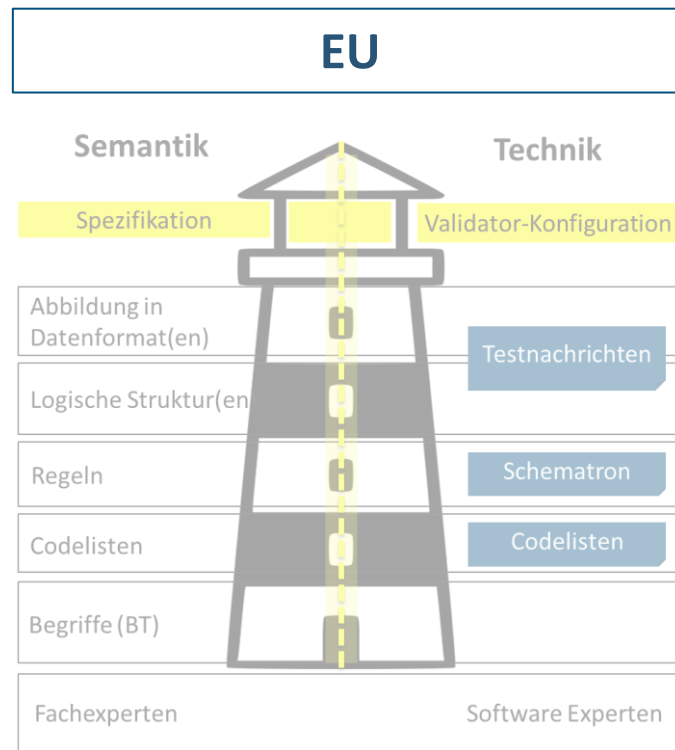 EU
Semantik
Technik
Spezifikation
Validator-Konfiguration
Abbildung in
Datenformat(en)
Testnachrichten
Logische Struktur(en
Regeln
Schematron
Codelisten
Codelisten
Begriffe (BT)
Fachexperten
Software Experten